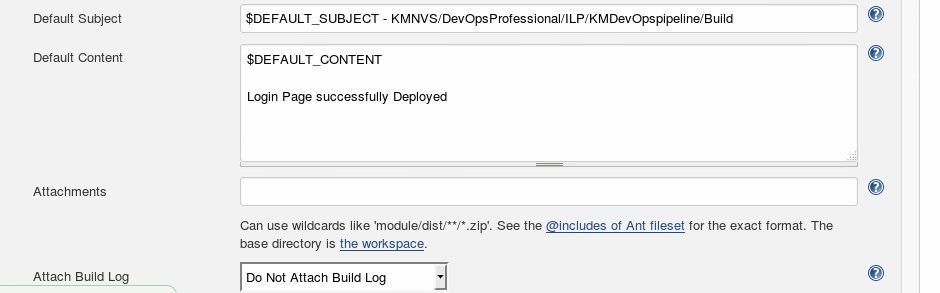 Default Subject
$DEFAULT_SUBJECT - KMNVS/DevOpsProfessional/ILP/KMDevOpspipeline/Build
?
Default Content
$DEFAULT_CONTENT
?
Login Page successfully Deployed
Attachments
?
Can use wildcards like 'module/dist/**/*.zip'. See the @includes of Ant fileset for the exact format. The
base directory is the workspace.
Attach Build Log
Do Not Attach Build Log
?